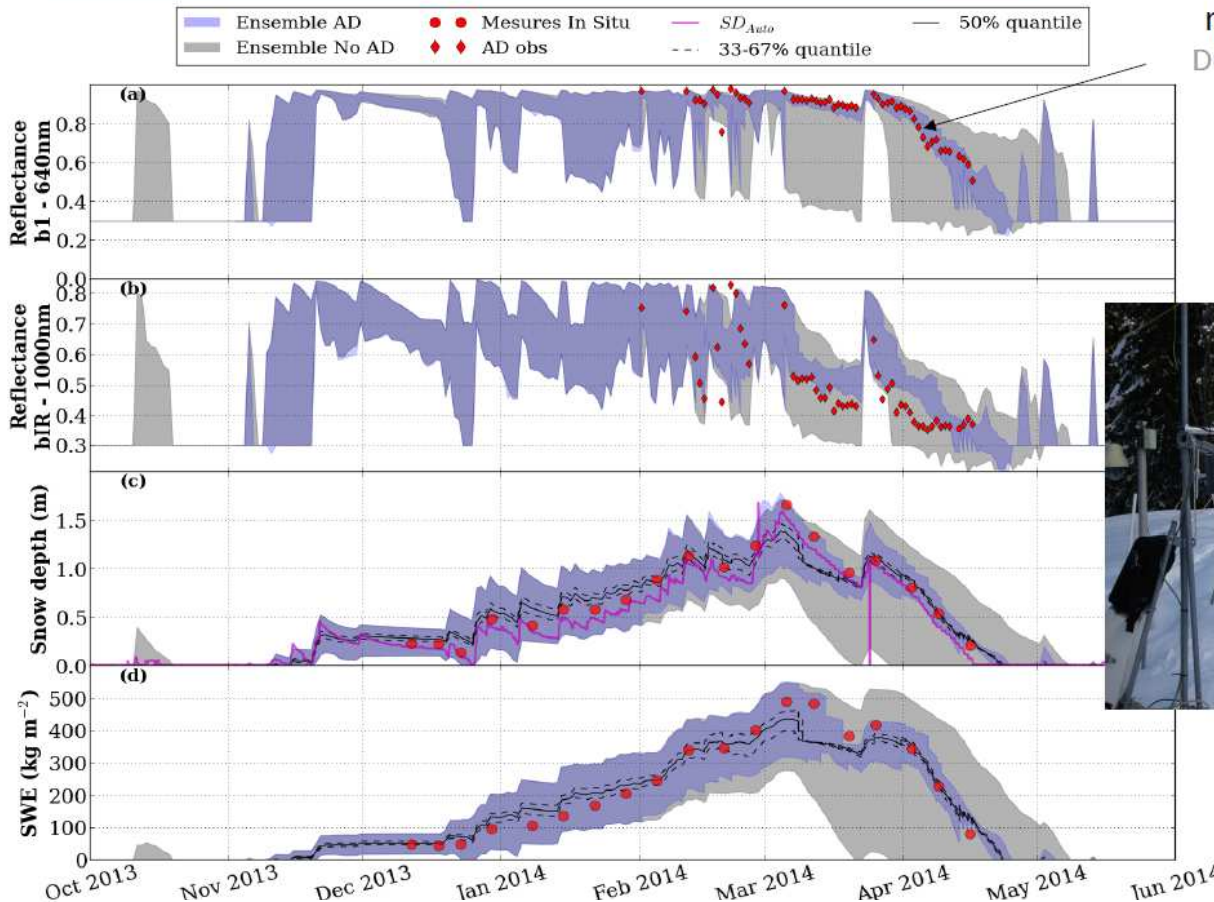 Ensemble AD
Mesures In Situ
SD_Auto
50% quantile
Ensemble No AD
AD obs
33-67% quantile
D
(a)
Reflectance
b1 - 640nm
0.8
0.6
0.4
0.2
0.0
(b)
Reflectance
bIR - 1000nm
0.8
0.7
0.6
0.5
0.4
0.3
(c)
Snow depth (m)
1.5
1.0
0.5
0.0
(d)
SWE (kg m⁻²)
500
400
300
200
100
0
Oct 2013
Nov 2013
Dec 2013
Jan 2014
Feb 2014
Mar 2014
Apr 2014
May 2014
Jun 2014